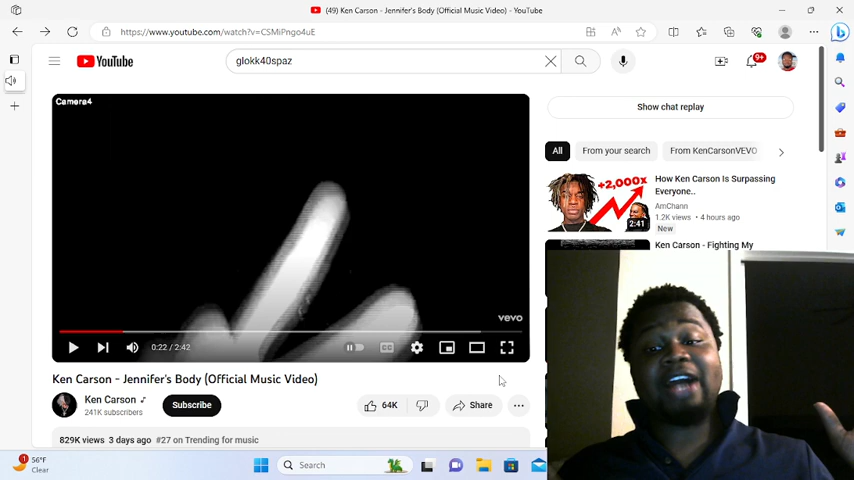 (49) Ken Carson - Jennifer's Body (Official Music Video) - YouTube
https://www.youtube.com/watch?v=CSMiPngo4uE
YouTube
glokk40spaz
9+
Camera4
vevo
0:22 / 2:42
CC
Show chat replay
All
From your search
From KenCarsonVEVO
+2,000x
2:41
How Ken Carson Is Surpassing
Everyone..
AmChann
1.2K views • 4 hours ago
New
Ken Carson - Fighting My
Ken Carson - Jennifer's Body (Official Music Video)
Ken Carson
241K subscribers
Subscribe
64K
Share
829K views 3 days ago #27 on Trending for music
1
56°F
Clear
Search